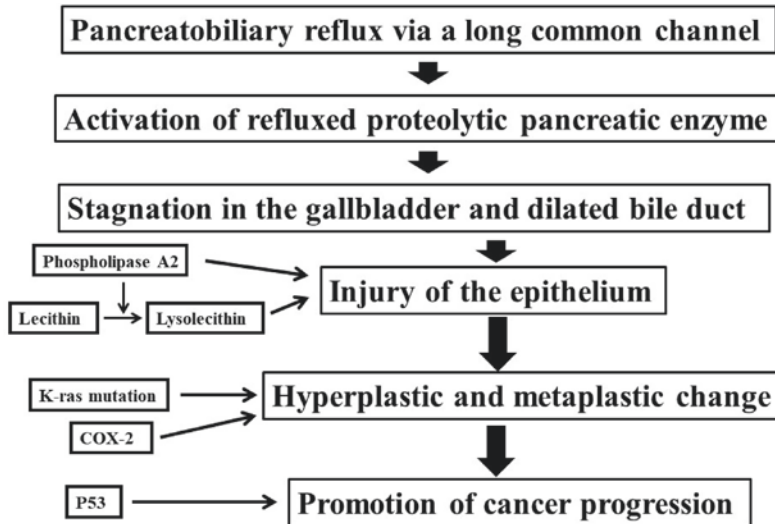 Pancreatobiliary reflux via a long common channel
Activation of refluxed proteolytic pancreatic enzyme
Stagnation in the gallbladder and dilated bile duct
Phospholipase A2
Injury of the epithelium
Lecithin
Lysolecithin
K-ras mutation
Hyperplastic and metaplastic change
COX-2
P53
Promotion of cancer progression